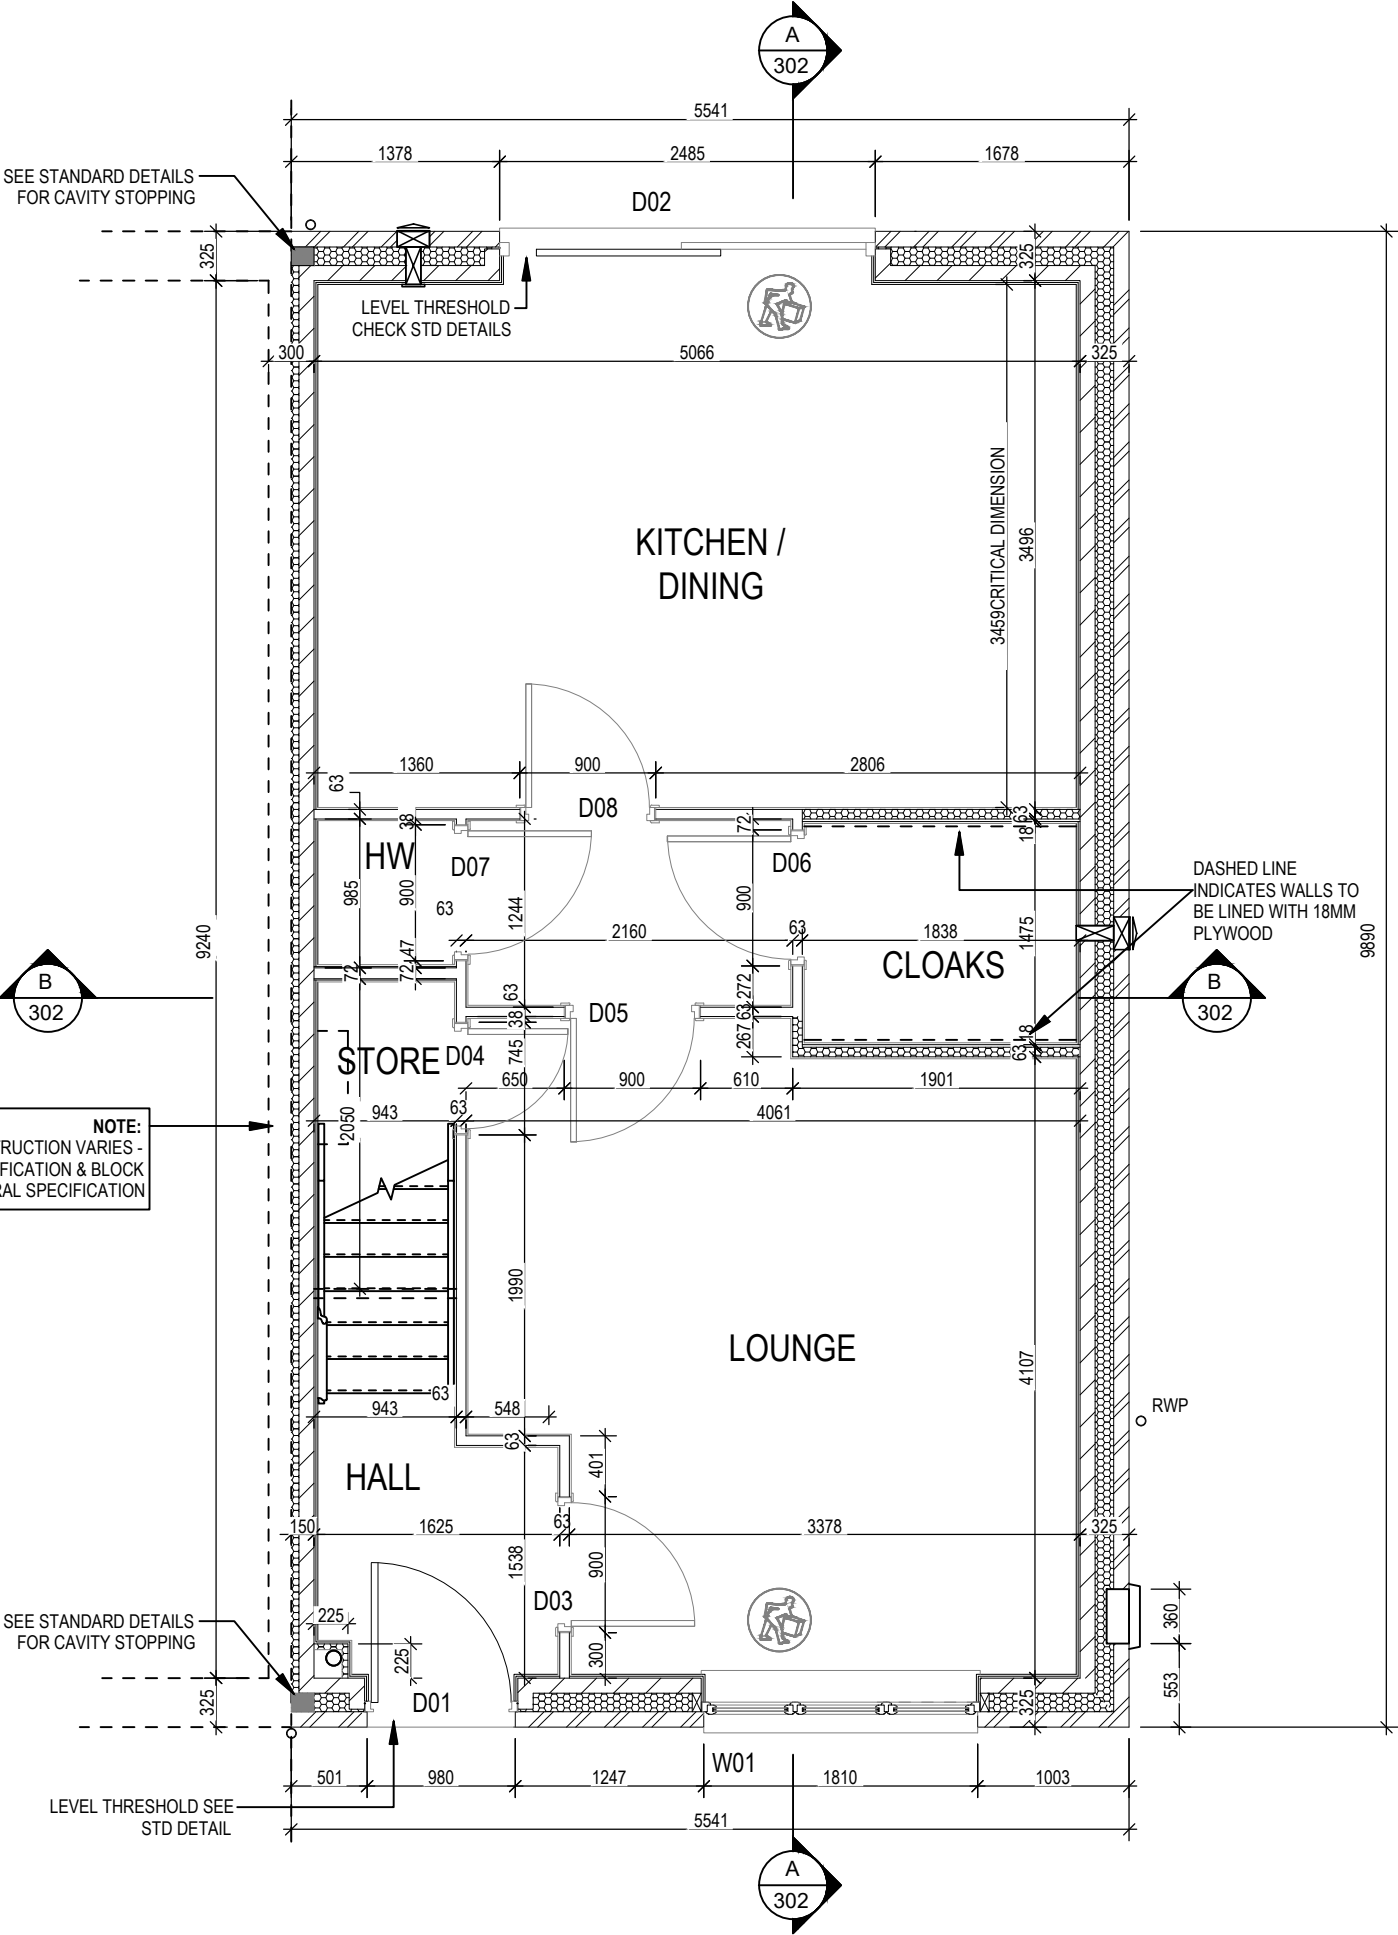 A
302
5541
1378
2485
1678
SEE STANDARD DETAILS
FOR CAVITY STOPPING
D02
325
325
LEVEL THRESHOLD
CHECK STD DETAILS
300
5066
325
KITCHEN /
DINING
3459CRITICAL DIMENSION
3496
1360
900
2806
63
D08
38
72
63
18
HW
D07
D06
DASHED LINE
INDICATES WALLS TO
BE LINED WITH 18MM
PLYWOOD
985
900
63
1244
900
1475
9240
9890
2160
63
1838
47
CLOAKS
72
72
B
302
B
302
63
38
D05
272
63
267
18
63
STORE
D04
745
650
900
610
1901
943
63
4061
2050
NOTE:
RUCTION VARIES -
FICATION & BLOCK
RAL SPECIFICATION
1990
LOUNGE
4107
63
943
548
RWP
63
401
HALL
150
1625
63
3378
325
1538
900
D03
360
SEE STANDARD DETAILS
FOR CAVITY STOPPING
225
225
300
553
325
D01
325
W01
501
980
1247
1810
1003
LEVEL THRESHOLD SEE
STD DETAIL
5541
A
302